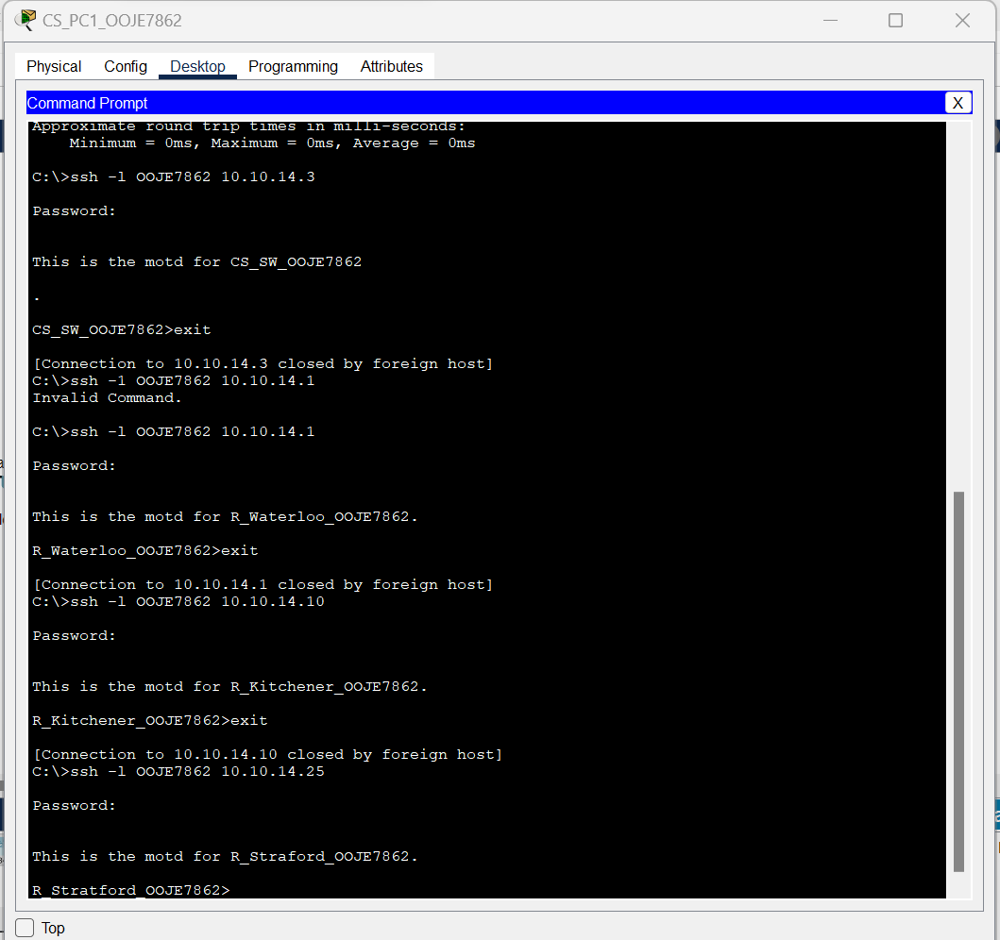 CS_PC1_OOJE7862
Physical Config Desktop Programming Attributes
Command Prompt X
Approximate round trip times in milli-seconds:
Minimum = 0ms, Maximum = 0ms, Average = 0ms
C:\>ssh -l OOJE7862 10.10.14.3
Password:
This is the motd for CS_SW_OOJE7862
.
CS_SW_OOJE7862>exit
[Connection to 10.10.14.3 closed by foreign host]
C:\>ssh -1 OOJE7862 10.10.14.1
Invalid Command.
C:\>ssh -l OOJE7862 10.10.14.1
Password:
This is the motd for R_Waterloo_OOJE7862.
R_Waterloo_OOJE7862>exit
[Connection to 10.10.14.1 closed by foreign host]
C:\>ssh -l OOJE7862 10.10.14.10
Password:
This is the motd for R_Kitchener_OOJE7862.
R_Kitchener_OOJE7862>exit
[Connection to 10.10.14.10 closed by foreign host]
C:\>ssh -l OOJE7862 10.10.14.25
Password:
This is the motd for R_Straford_OOJE7862.
R_Stratford_OOJE7862>
Top